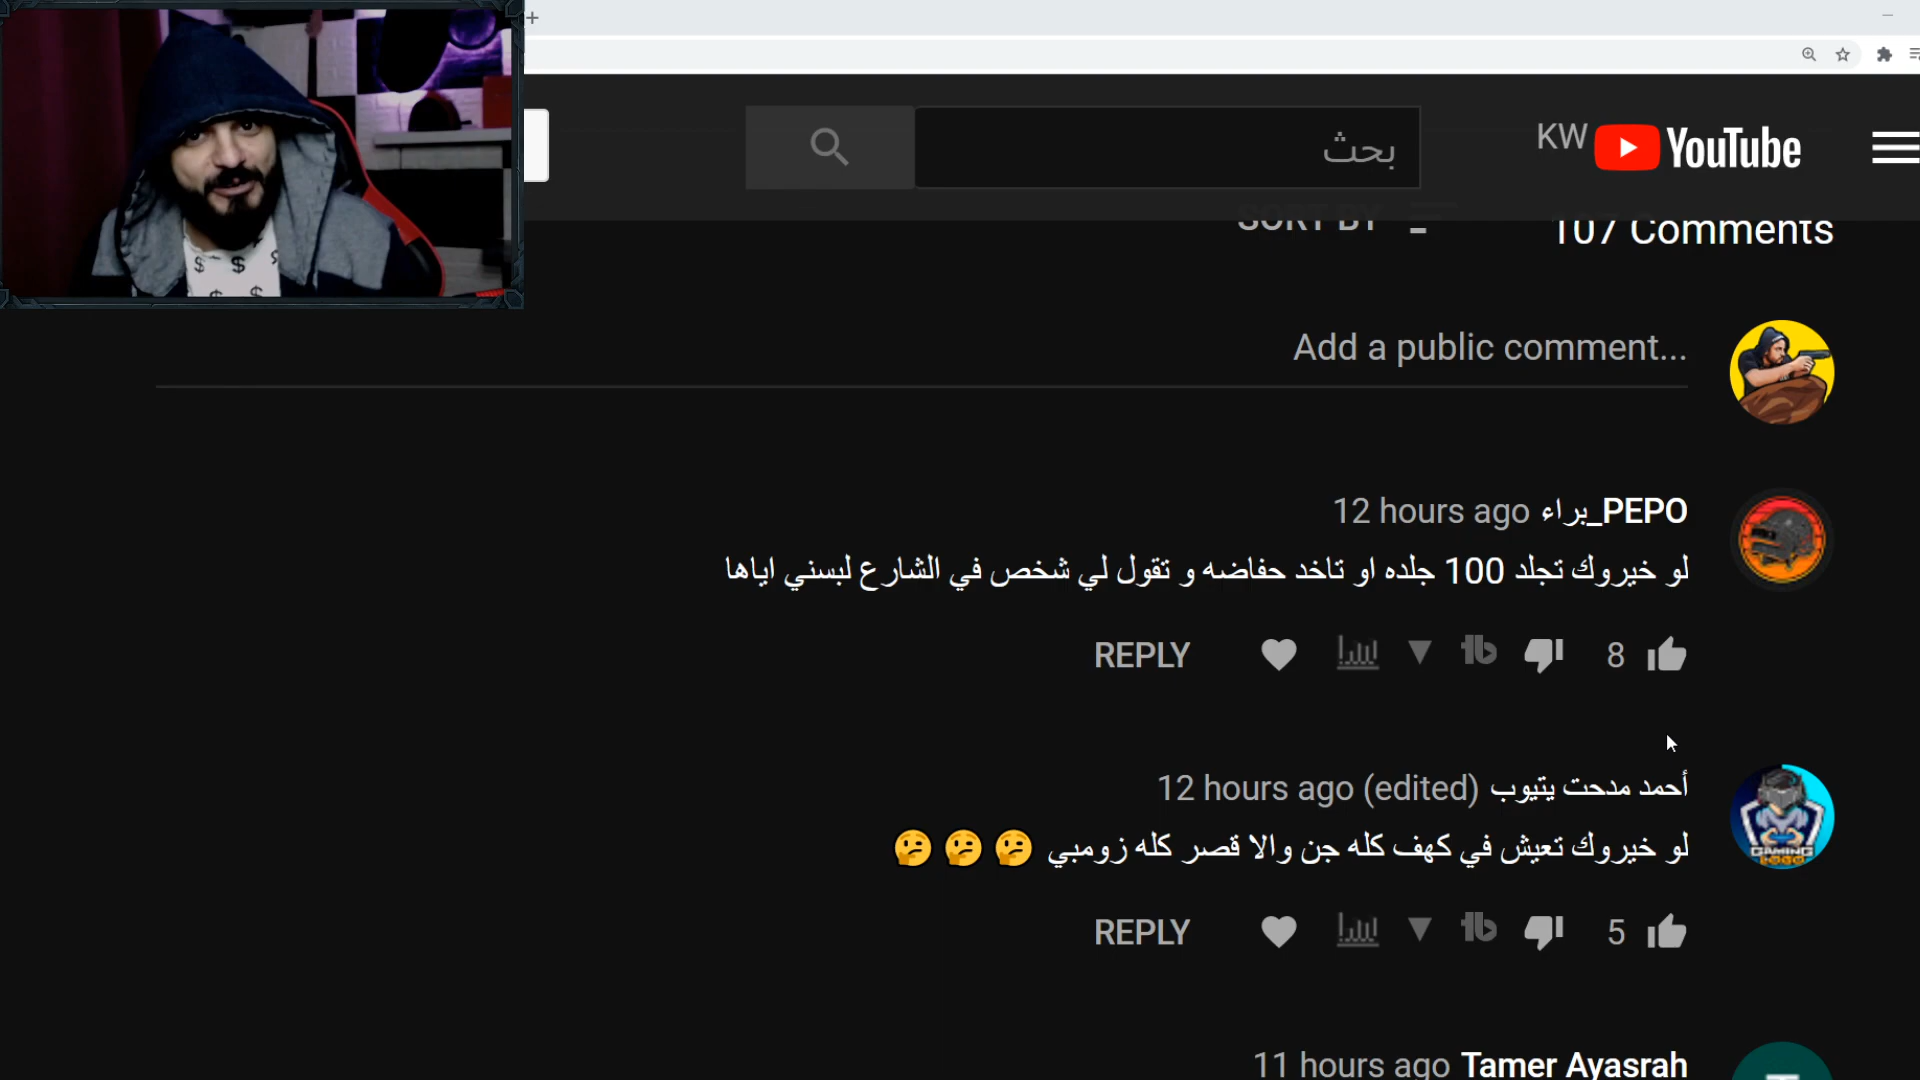 بحث
YouTube KW
107 Comments
SORT BY
Add a public comment...
PEPO_براء 12 hours ago
لو خيروك تجلد 100 جلده او تاخد حفاضه و تقول لي شخص في الشارع لبسني اياها
8
REPLY
أحمد مدحت يتيوب 12 hours ago (edited)
لو خيروك تعيش في كهف كله جن والا قصر كله زومبي 🤔 🤔 🤔
5
REPLY
Tamer Ayasrah 11 hours ago